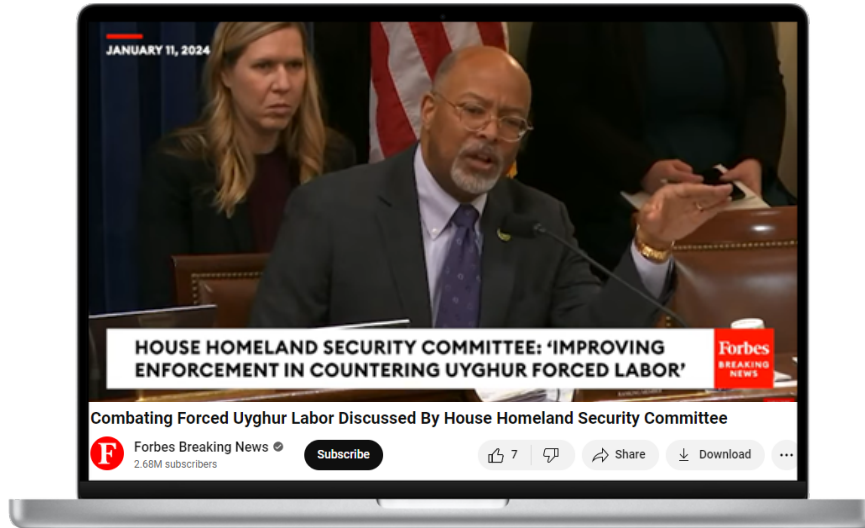 JANUARY 11, 2024
HOUSE HOMELAND SECURITY COMMITTEE: ‘IMPROVING
ENFORCEMENT IN COUNTERING UYGHUR FORCED LABOR’
Forbes
BREAKING
NEWS
Combating Forced Uyghur Labor Discussed By House Homeland Security Committee
F
Forbes Breaking News
2.68M subscribers
Subscribe
7
Share
Download